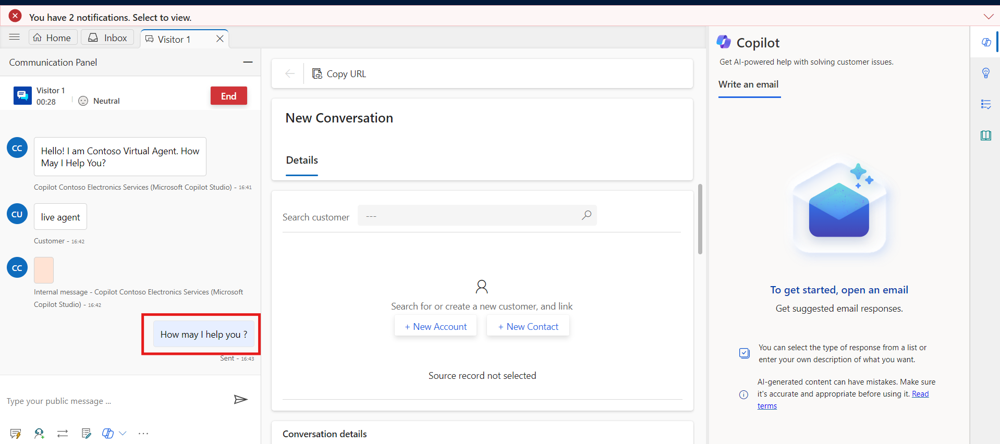 You have 2 notifications. Select to view.
Home
Inbox
Visitor 1
Communication Panel
Visitor 1
00:28
Neutral
End
CC
Hello! I am Contoso Virtual Agent. How
May I Help You?
Copilot Contoso Electronics Services (Microsoft Copilot Studio) - 16:41
CU
live agent
Customer - 16:42
CC
Internal message - Copilot Contoso Electronics Services (Microsoft
Copilot Studio) - 16:42
How may I help you ?
Sent - 16:43
Type your public message ...
Copy URL
New Conversation
Details
Search customer
---
Search for or create a new customer, and link
+ New Account
+ New Contact
Source record not selected
Conversation details
Copilot
Get AI-powered help with solving customer issues.
Write an email
To get started, open an email
Get suggested email responses.
You can select the type of response from a list or
enter your own description of what you want.
AI-generated content can have mistakes. Make sure
it's accurate and appropriate before using it. Read
terms